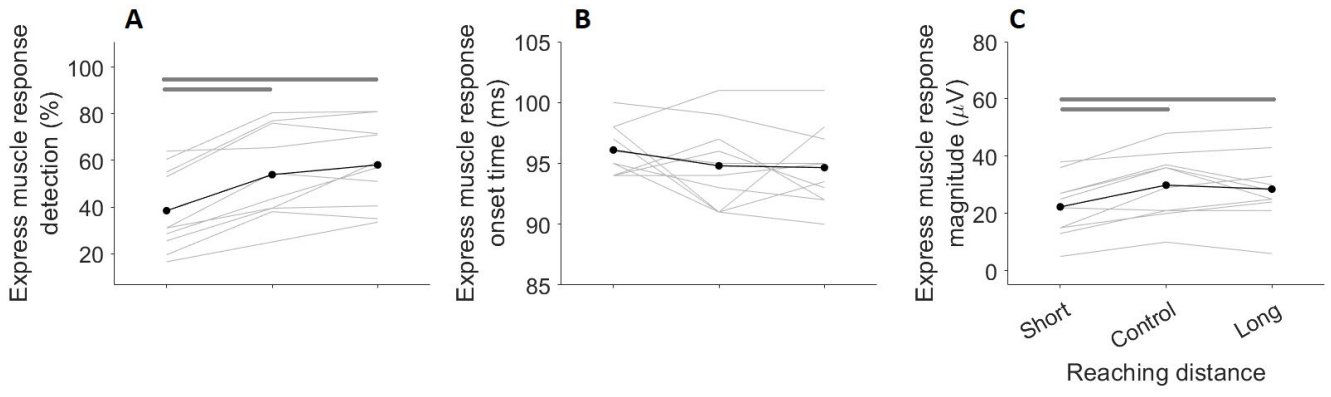 A
Express muscle response
detection (%)
100
80
60
40
20
B
Express muscle response
onset time (ms)
105
100
95
90
85
C
Express muscle response
magnitude (μV)
80
60
40
20
0
Short
Control
Long
Reaching distance